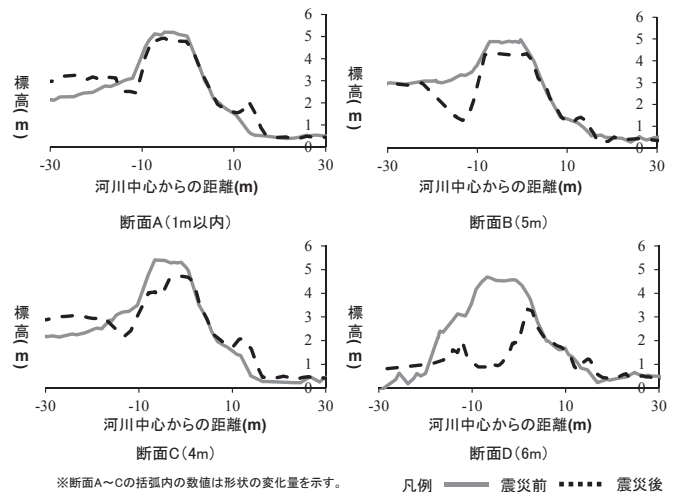 6
5
4
3
2
1
0
標高(m)
-30 -10 10 30
河川中心からの距離(m)
断面A(1m以内)
6
5
4
3
2
1
0
標高(m)
-30 -10 10 30
河川中心からの距離(m)
断面B(5m)
6
5
4
3
2
1
0
標高(m)
-30 -10 10 30
河川中心からの距離(m)
断面C(4m)
6
5
4
3
2
1
0
標高(m)
-30 -10 10 30
河川中心からの距離(m)
断面D(6m)
※断面A~Cの括弧内の数値は形状の変化量を示す。
凡例 震災前 震災後